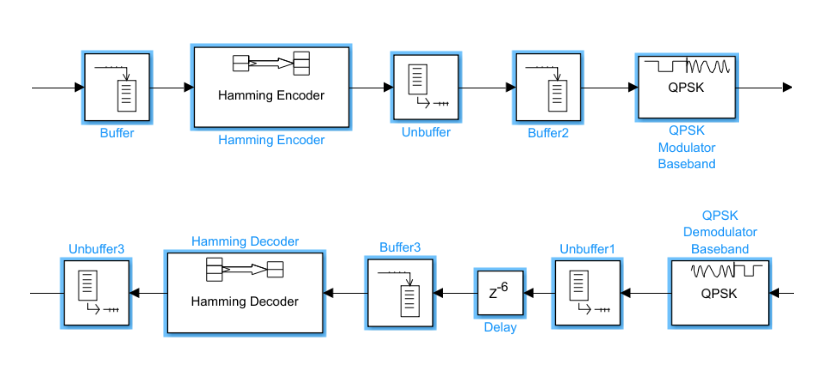 Hamming Encoder
QPSK
Buffer
Hamming Encoder
Unbuffer
Buffer2
QPSK
Modulator
Baseband
QPSK
Demodulator
Baseband
Unbuffer3
Hamming Decoder
Buffer3
Unbuffer1
Hamming Decoder
z-6
QPSK
Delay